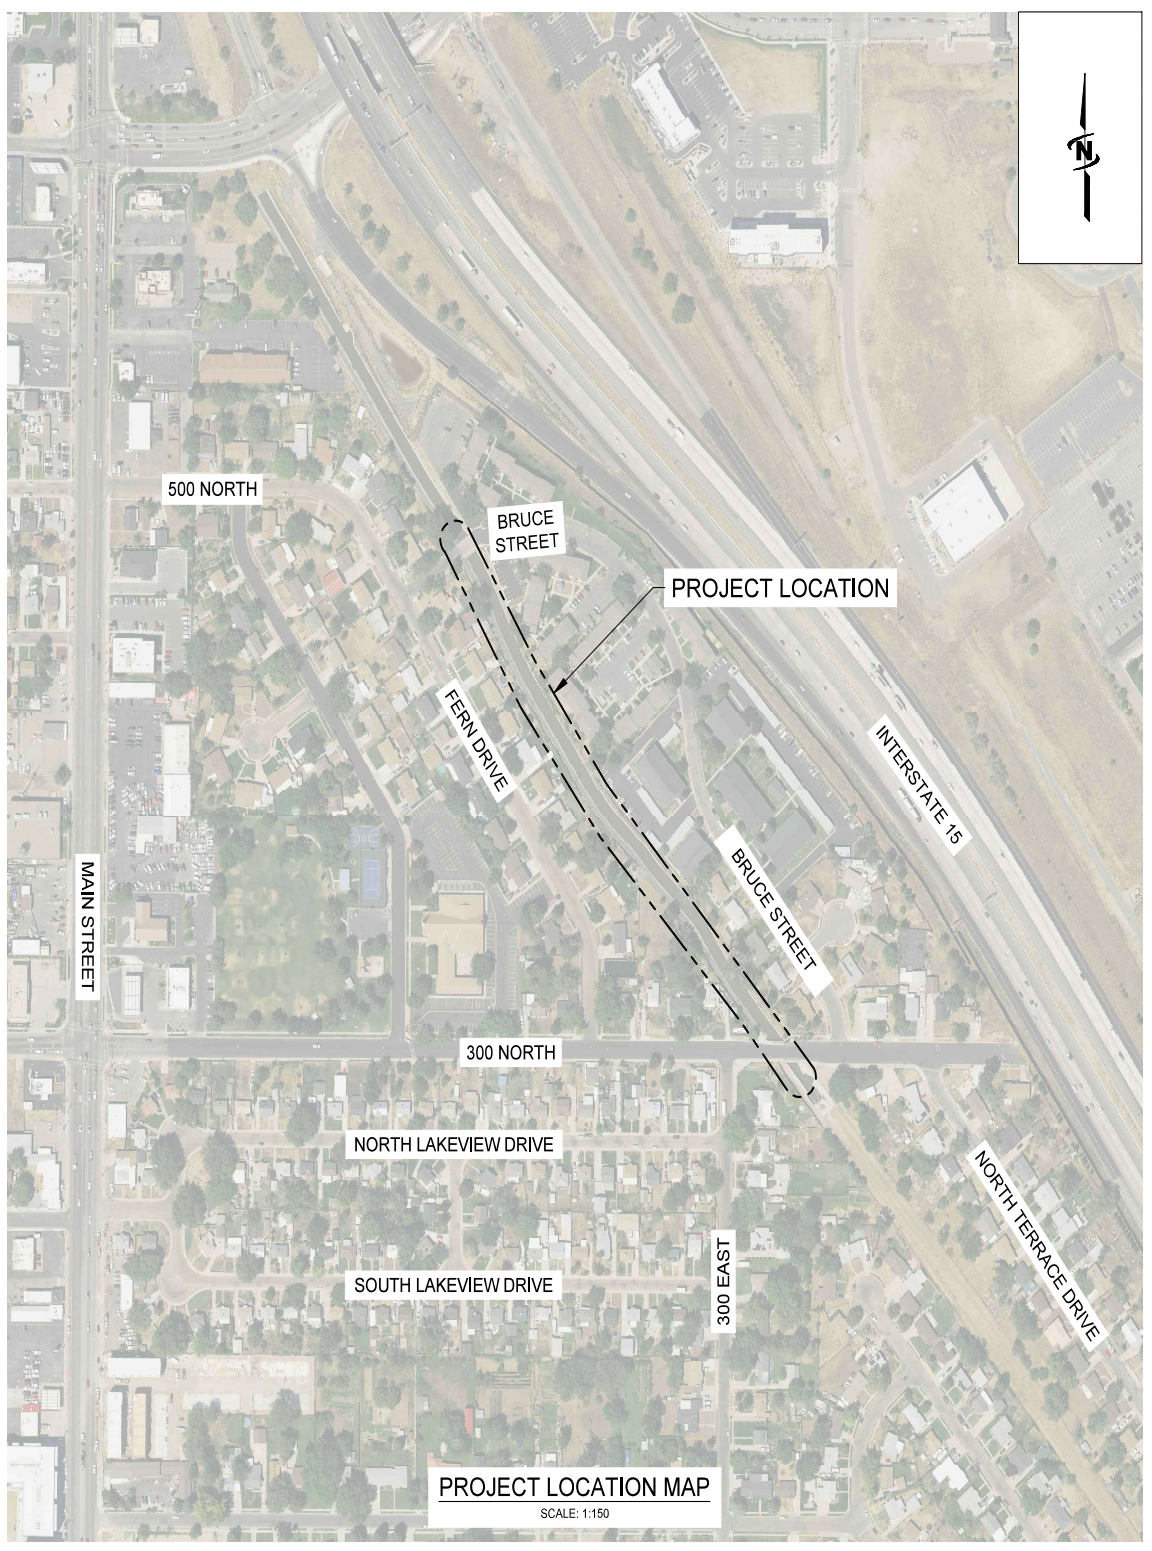 N
500 NORTH
BRUCE
STREET
PROJECT LOCATION
FERN DRIVE
INTERSTATE 15
MAIN STREET
BRUCE STREET
300 NORTH
NORTH LAKEVIEW DRIVE
NORTH TERRACE DRIVE
SOUTH LAKEVIEW DRIVE
300 EAST
PROJECT LOCATION MAP
SCALE: 1:150